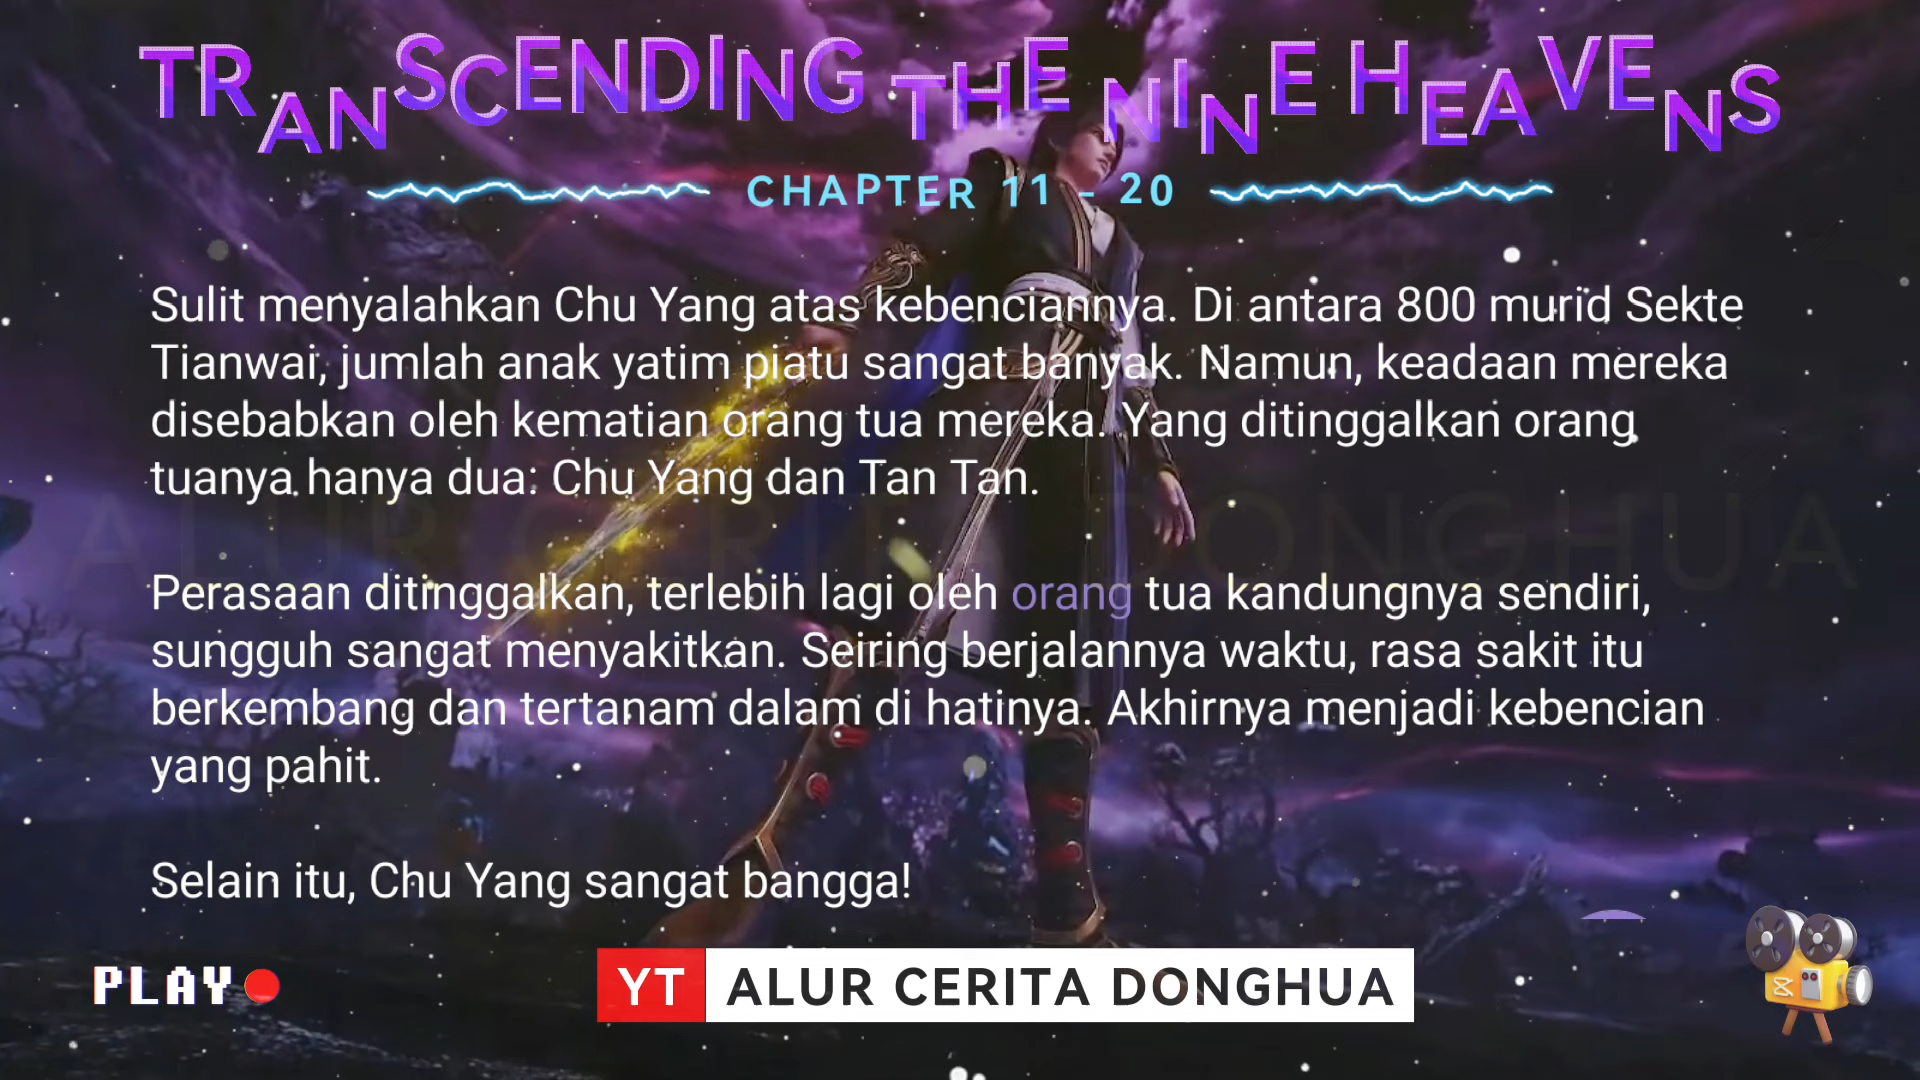 TRANSCENDING THE NINE HEAVENS
CHAPTER 11 - 20
Sulit menyalahkan Chu Yang atas kebenciannya. Di antara 800 murid Sekte
Tianwai, jumlah anak yatim piatu sangat banyak. Namun, keadaan mereka
disebabkan oleh kematian orang tua mereka. Yang ditinggalkan orang
tuanya hanya dua: Chu Yang dan Tan Tan.
ALUR CERITA DONGHUA
Perasaan ditinggalkan, terlebih lagi oleh orang tua kandungnya sendiri,
sungguh sangat menyakitkan. Seiring berjalannya waktu, rasa sakit itu
berkembang dan tertanam dalam di hatinya. Akhirnya menjadi kebencian
yang pahit.
Selain itu, Chu Yang sangat bangga!
PLAY
YT ALUR CERITA DONGHUA